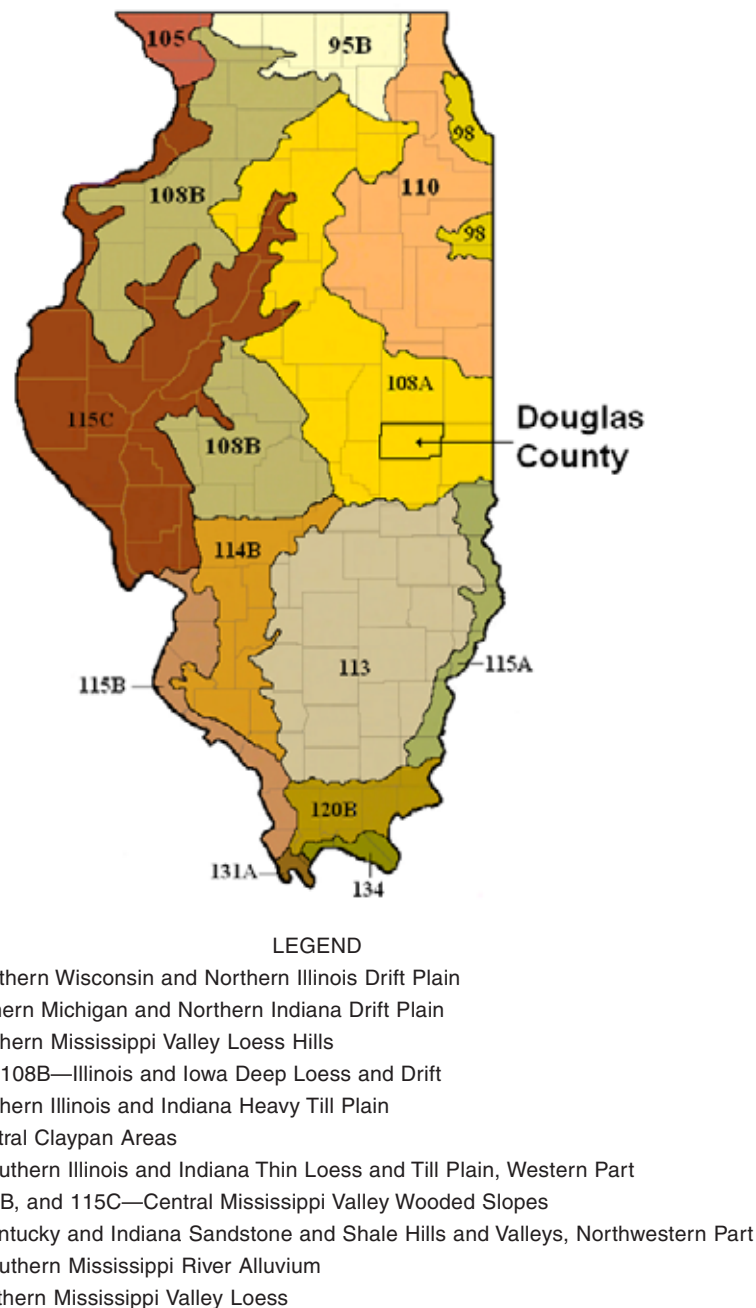 105
95B
98
110
108B
98
108A
Douglas
County
115C
108B
114B
113
115A
115B
120B
131A
134
LEGEND
thern Wisconsin and Northern Illinois Drift Plain
nern Michigan and Northern Indiana Drift Plain
hern Mississippi Valley Loess Hills
108B—Illinois and Iowa Deep Loess and Drift
hern Illinois and Indiana Heavy Till Plain
tral Claypan Areas
uthern Illinois and Indiana Thin Loess and Till Plain, Western Part
B, and 115C—Central Mississippi Valley Wooded Slopes
entucky and Indiana Sandstone and Shale Hills and Valleys, Northwestern Part
uthern Mississippi River Alluvium
thern Mississippi Valley Loess